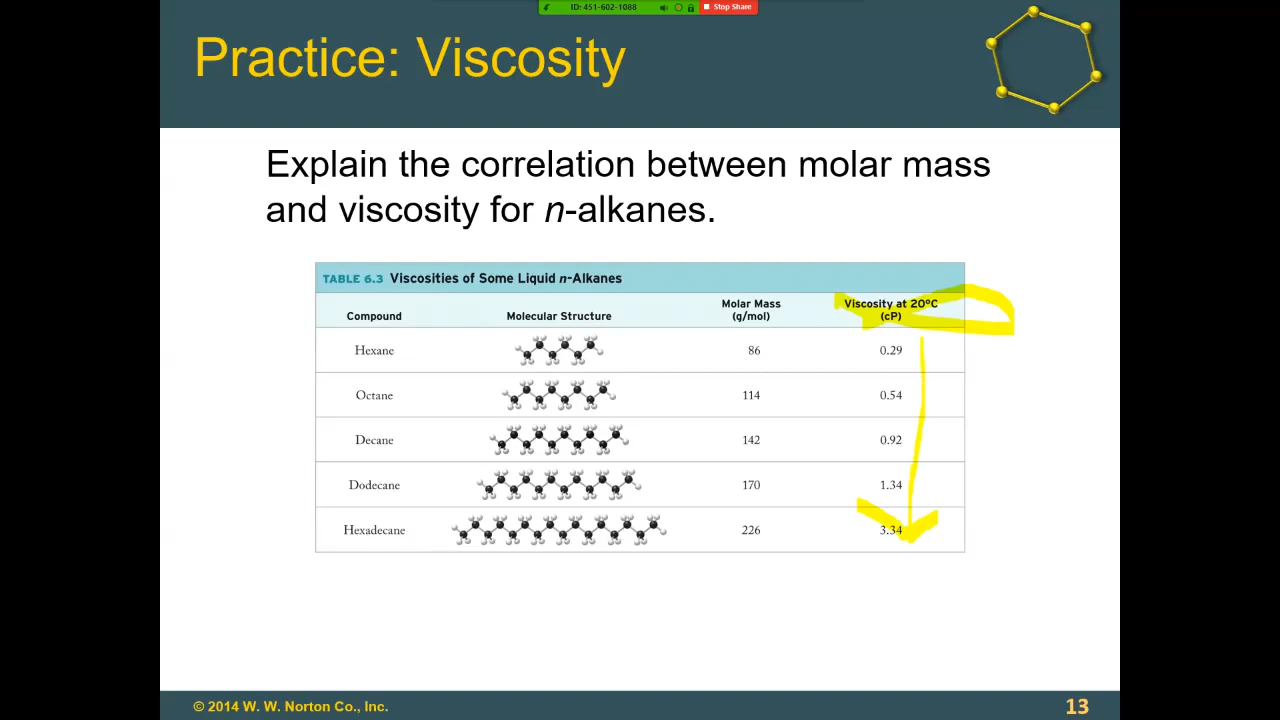 ID: 451-602-1088 Stop Share
Practice: Viscosity
Explain the correlation between molar mass
and viscosity for n-alkanes.
TABLE 6.3 Viscosities of Some Liquid n-Alkanes
Compound Molecular Structure Molar Mass (g/mol) Viscosity at 20°C (cP)
Hexane 86 0.29
Octane 114 0.54
Decane 142 0.92
Dodecane 170 1.34
Hexadecane 226 3.34
© 2014 W. W. Norton Co., Inc. 13